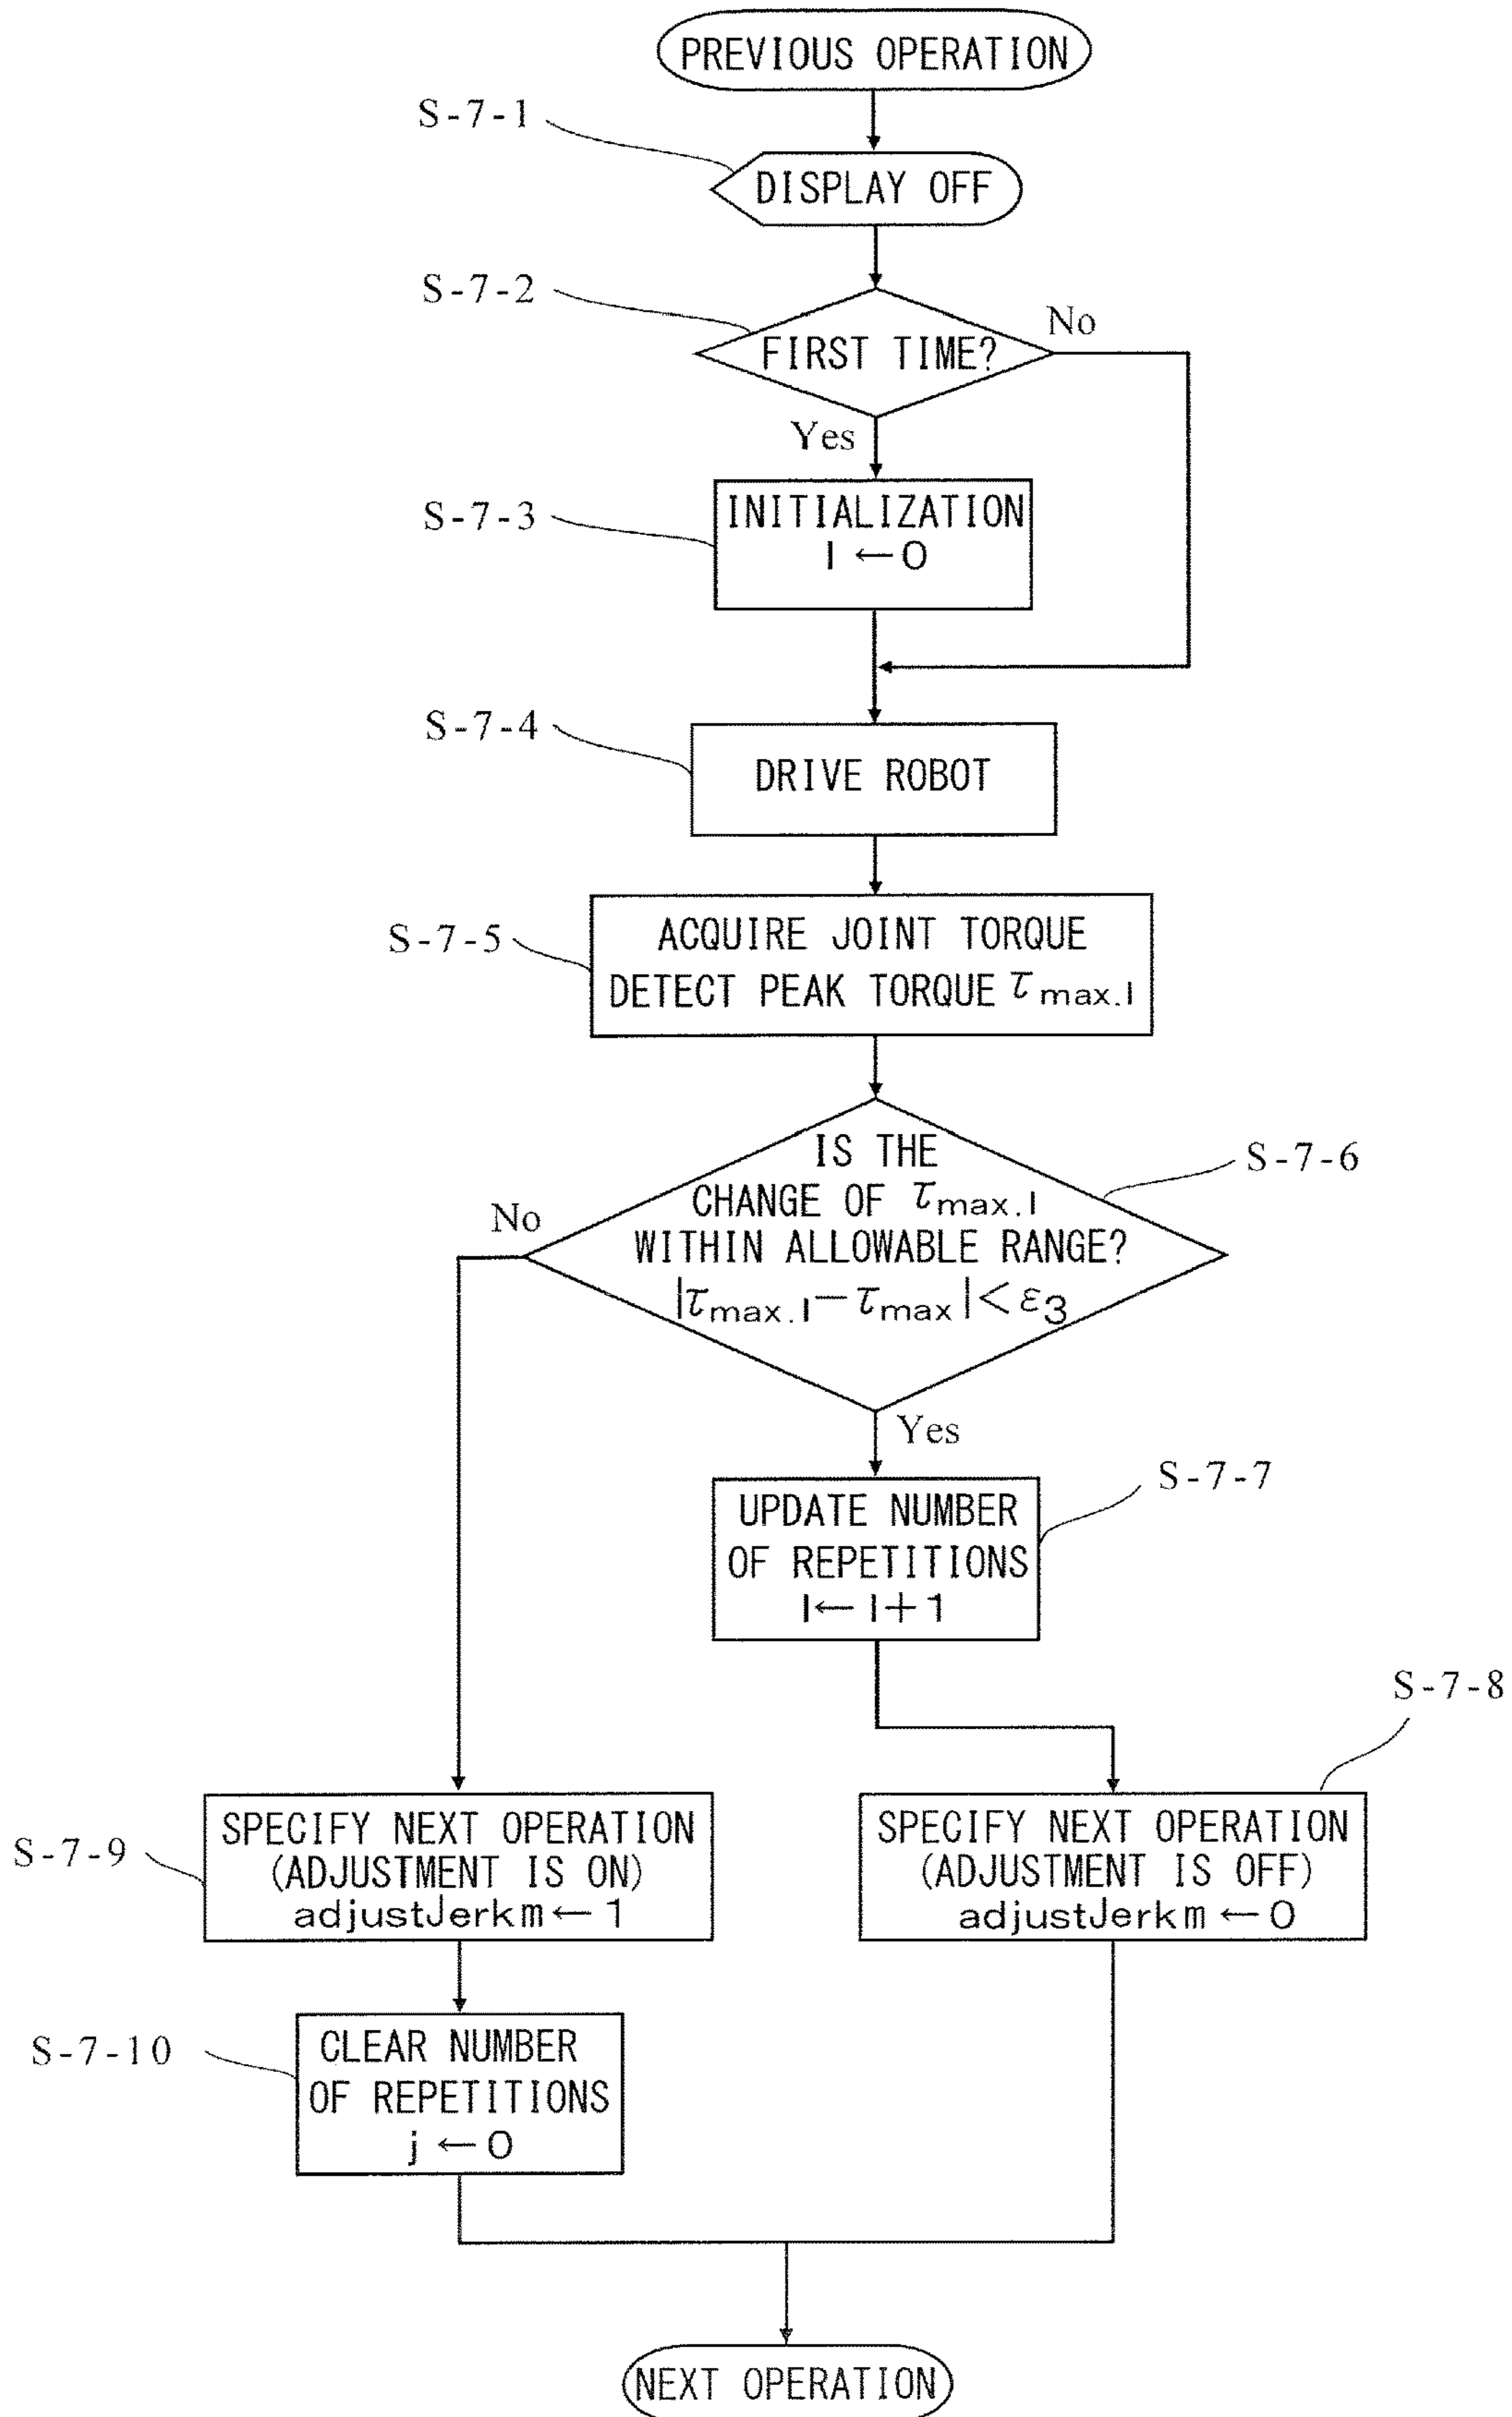 PREVIOUS OPERATION
S-7-1
DISPLAY OFF
S-7-2
No
FIRST TIME?
Yes
S-7-3
INITIALIZATION
l ← 0
S-7-4
DRIVE ROBOT
S-7-5
ACQUIRE JOINT TORQUE
DETECT PEAK TORQUE τmax.l
S-7-6
IS THE
CHANGE OF τmax.l
WITHIN ALLOWABLE RANGE?
|τmax.l − τmax| < ε3
No
Yes
S-7-7
UPDATE NUMBER
OF REPETITIONS
l ← l + 1
S-7-8
S-7-9
SPECIFY NEXT OPERATION
(ADJUSTMENT IS ON)
adjustJerkm ← 1
SPECIFY NEXT OPERATION
(ADJUSTMENT IS OFF)
adjustJerkm ← 0
S-7-10
CLEAR NUMBER
OF REPETITIONS
j ← 0
NEXT OPERATION